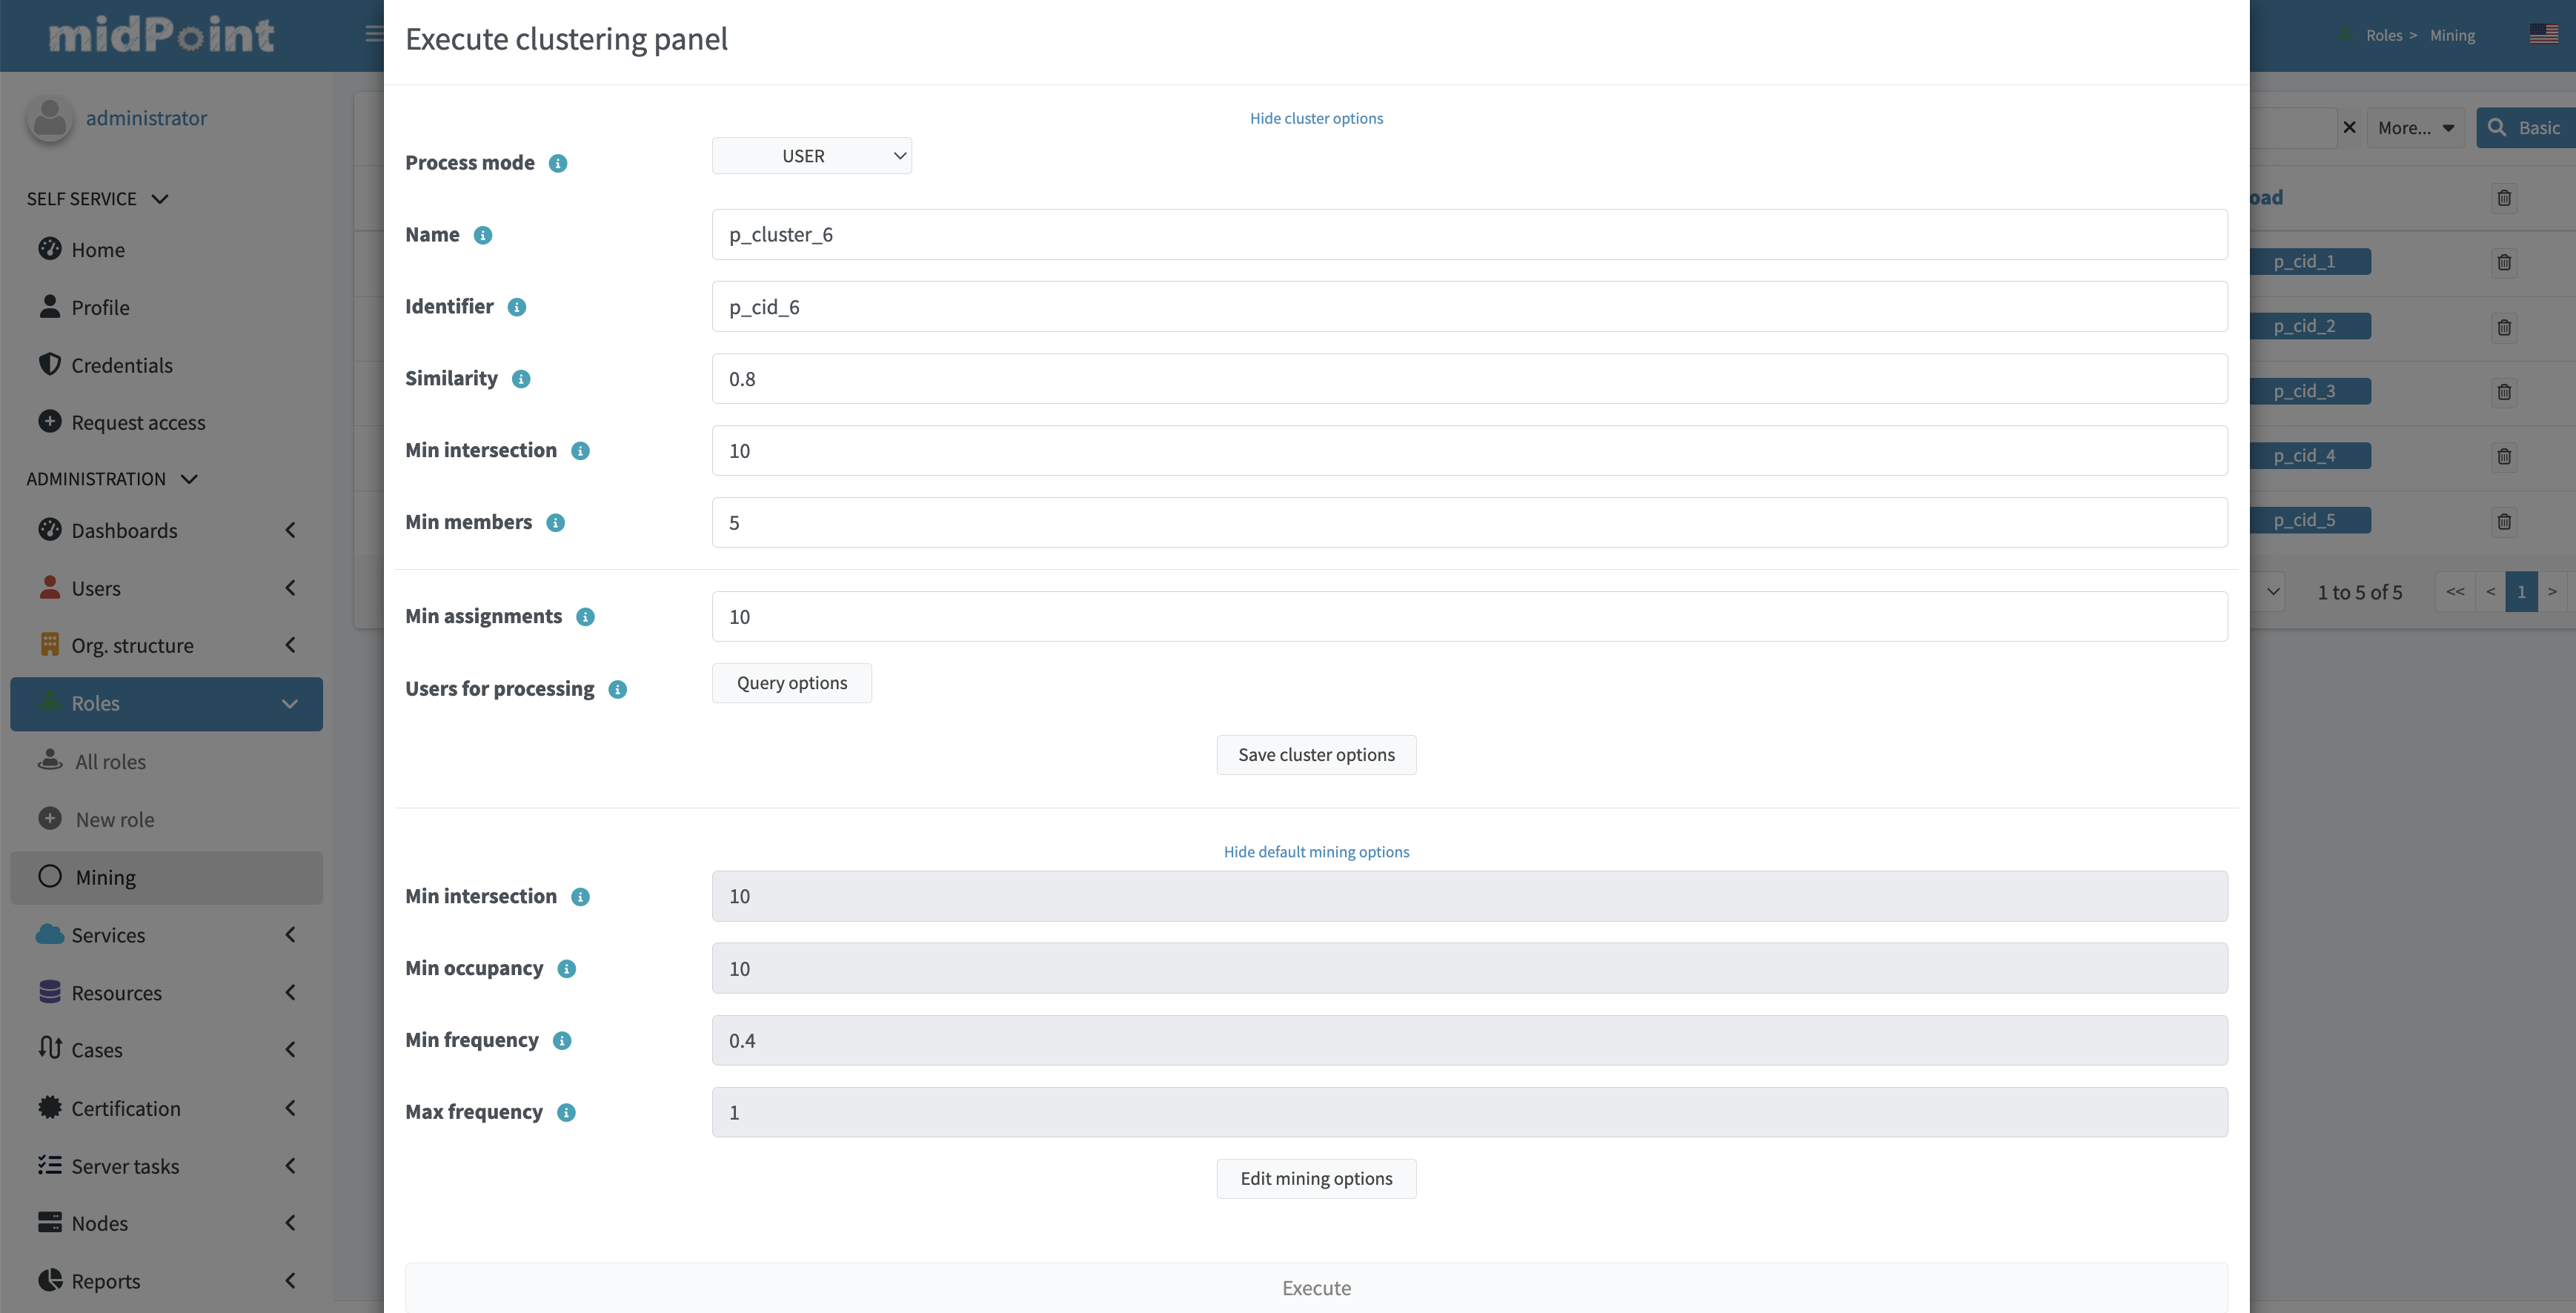 midPoint
Execute clustering panel
Roles > Mining
administrator
Hide cluster options
More...
Basic
Process mode
USER
SELF SERVICE
oad
Name
p_cluster_6
Home
p_cid_1
Profile
Identifier
p_cid_6
p_cid_2
Credentials
Similarity
0.8
p_cid_3
Request access
Min intersection
10
p_cid_4
ADMINISTRATION
Min members
5
p_cid_5
Dashboards
Users
1 to 5 of 5
<<
<
1
>
Min assignments
10
Org. structure
Users for processing
Query options
Roles
Save cluster options
All roles
New role
Hide default mining options
Mining
Min intersection
10
Services
Min occupancy
10
Resources
Min frequency
0.4
Cases
Max frequency
1
Certification
Server tasks
Edit mining options
Nodes
Reports
Execute